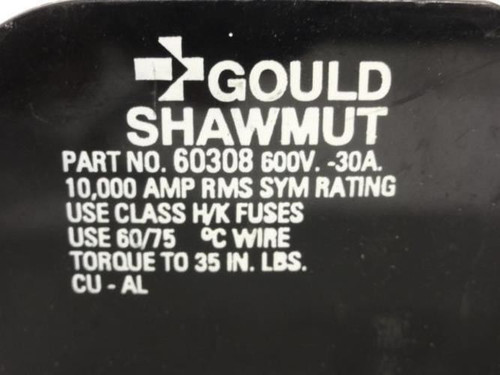 GOULD
SHAWMUT
PART NO. 60308 600V. -30A.
10,000 AMP RMS SYM RATING
USE CLASS H/K FUSES
USE 60/75 ºC WIRE
TORQUE TO 35 IN. LBS.
CU - AL